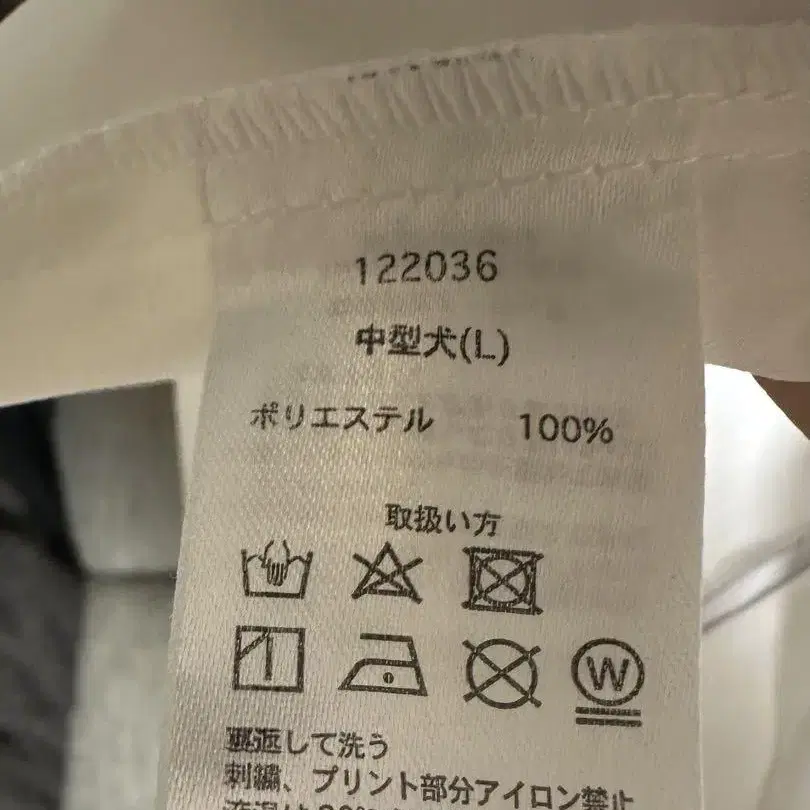 122036
中型犬(L)
ポリエステル 100%
取扱い方
W
裏返して洗う
刺繍、プリント部分アイロン禁止